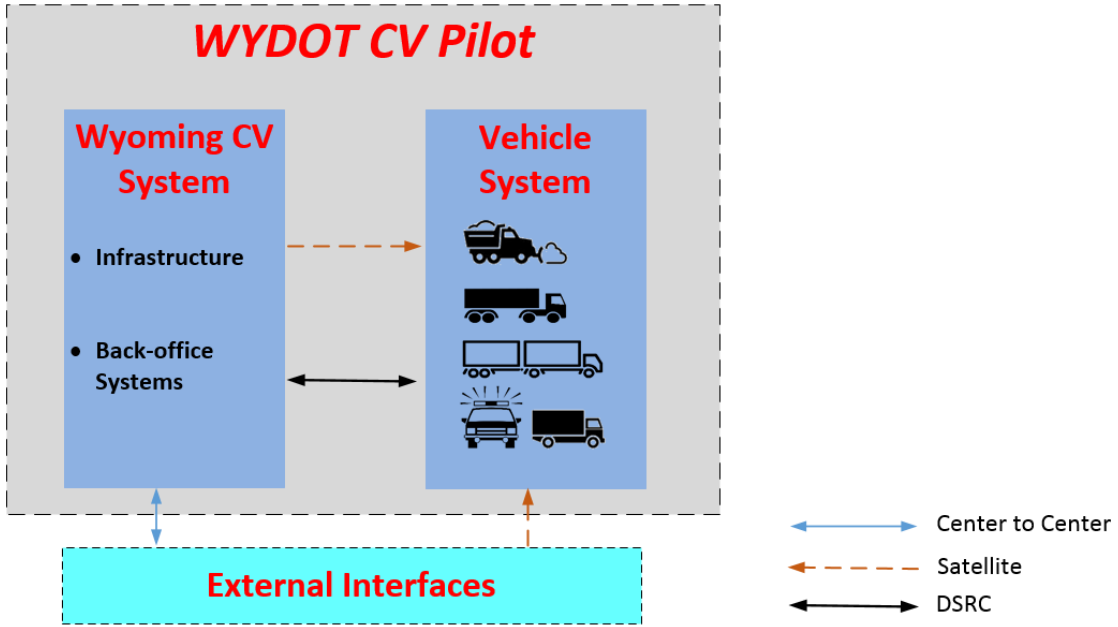 WYDOT CV Pilot
Wyoming CV
System
• Infrastructure
• Back-office
Systems
Vehicle
System
External Interfaces
Center to Center
Satellite
DSRC